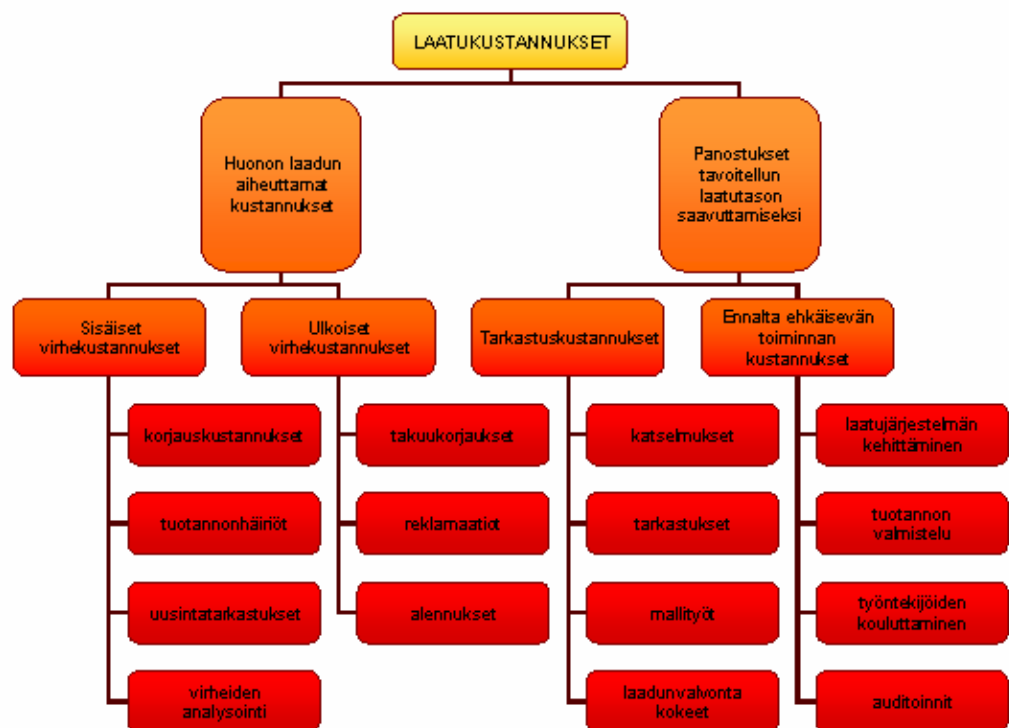 LAATUKUSTANNUKSET
Huonon laadun
aiheuttamat
kustannukset
Panostukset
tavoitellun
laatutason
saavuttamiseksi
Sisäiset
virhekustannukset
Ulkoiset
virhekustannukset
Tarkastuskustannukset
Ennalta ehkäisevän
toiminnan
kustannukset
korjauskustannukset
takuukorjaukset
katselmukset
laatujärjestelmän
kehittäminen
tuotannonhäiriöt
reklamaatiot
tarkastukset
tuotannon
valmistelu
uusintatarkastukset
alennukset
mallityöt
työntekijöiden
kouluttaminen
virheiden
analysointi
laadunvalvonta
kokeet
auditoinnit